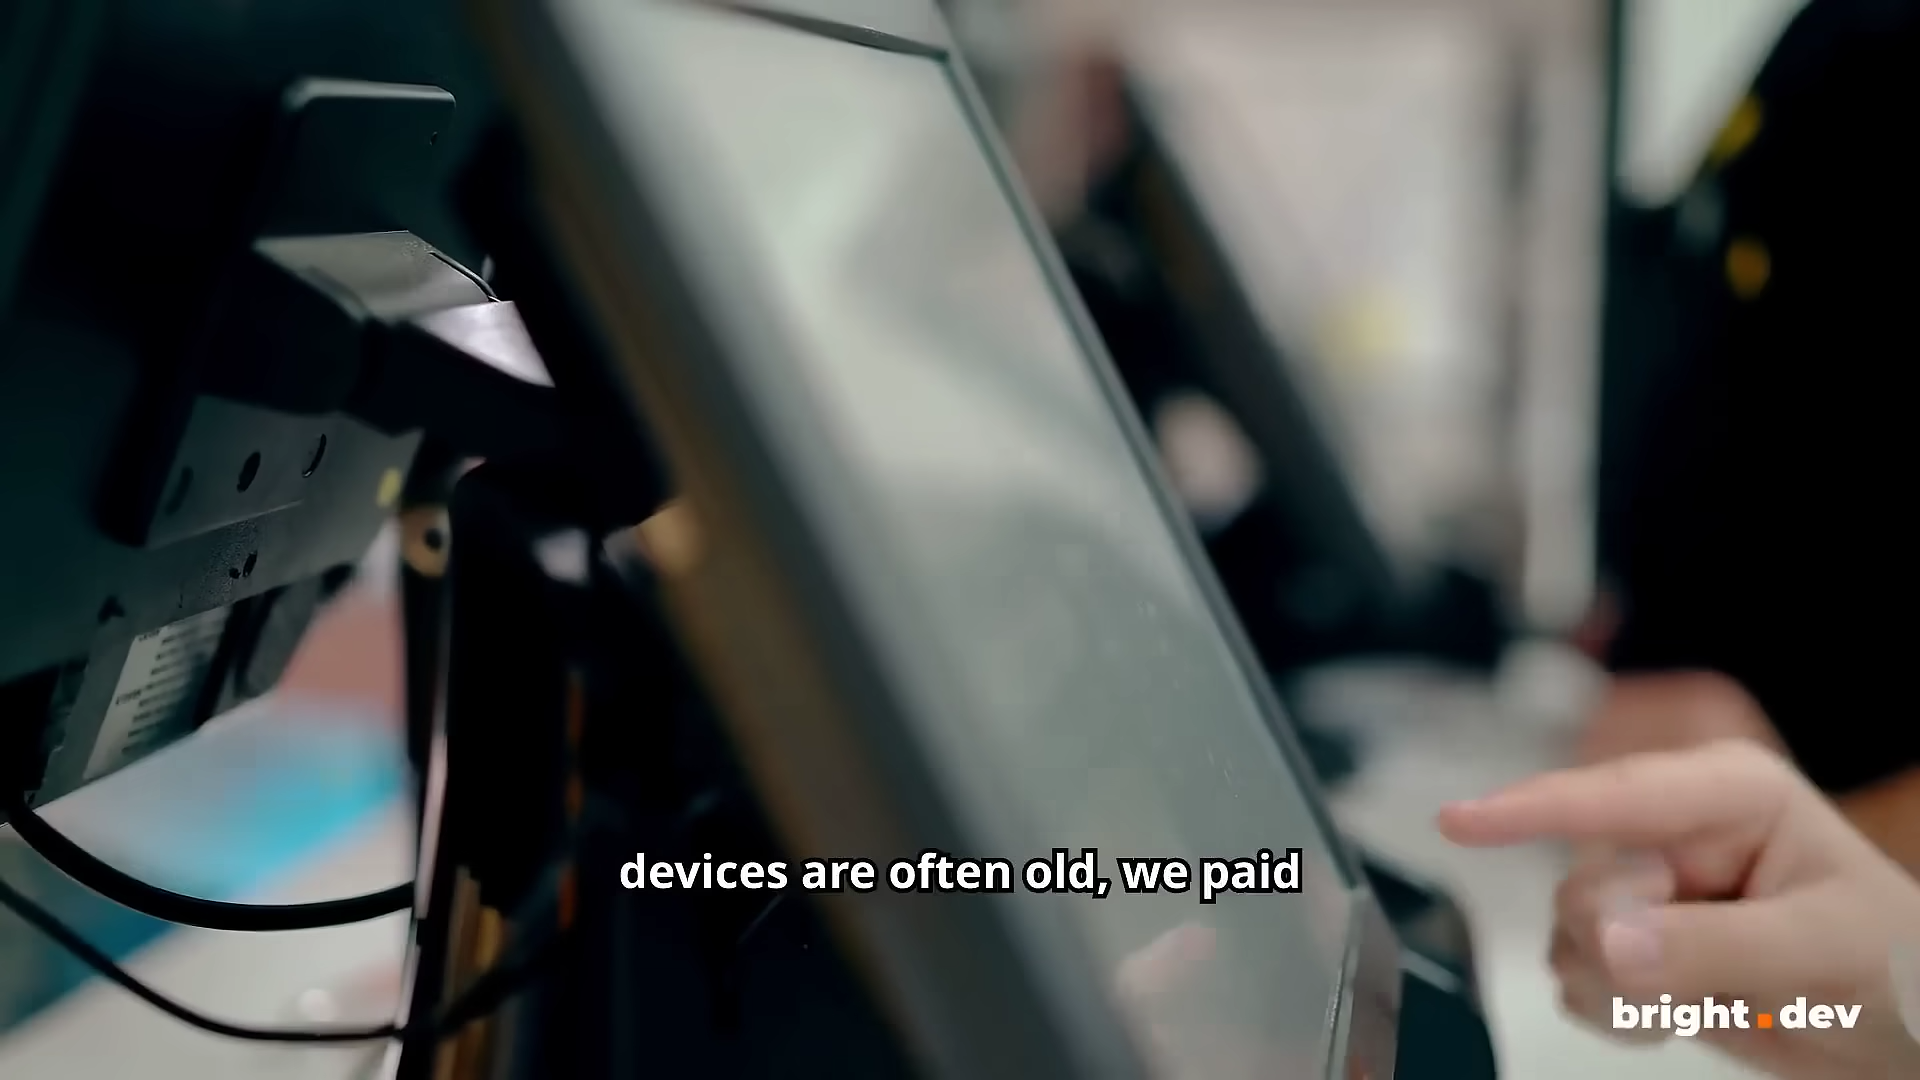 devices are often old, we paid
bright.dev